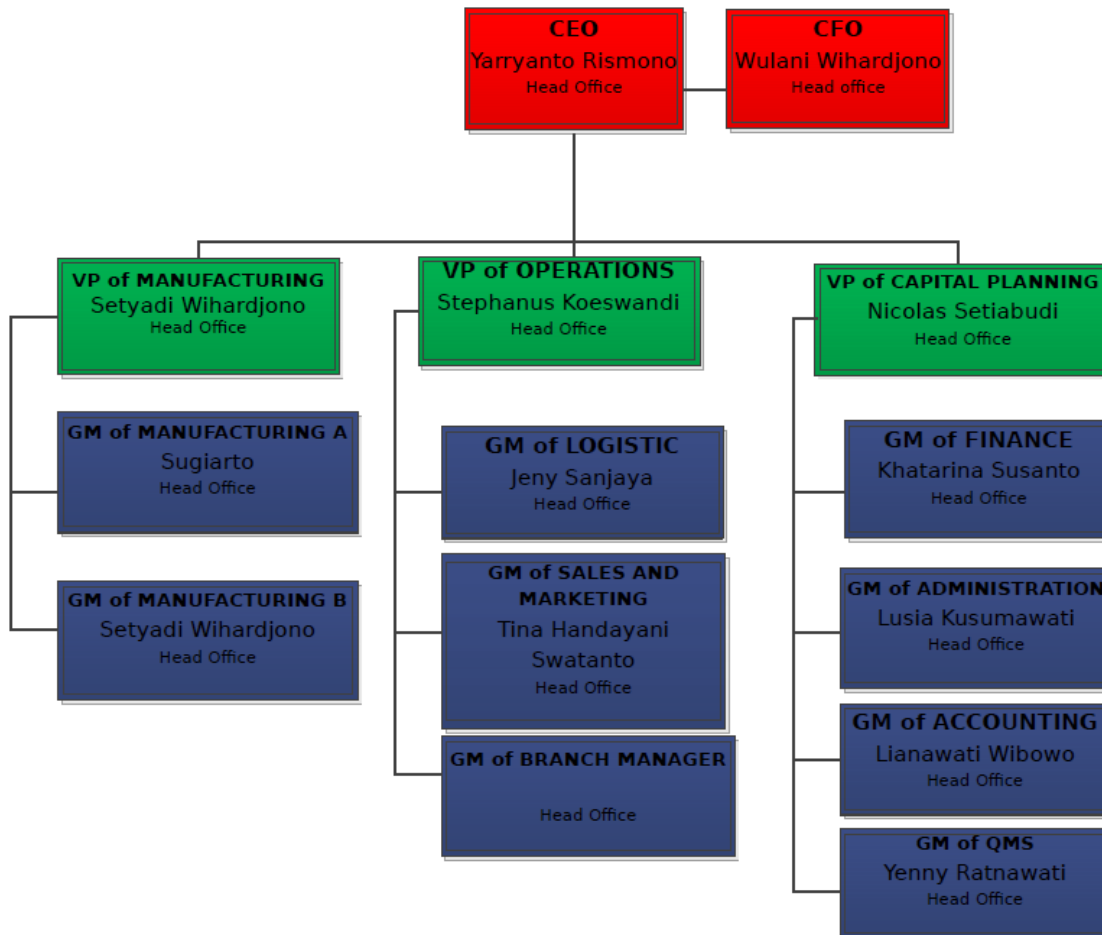 CEO
Yarryanto Rismono
Head Office
CFO
Wulani Wihardjono
Head office
VP of MANUFACTURING
Setyadi Wihardjono
Head Office
GM of MANUFACTURING A
Sugiarto
Head Office
GM of MANUFACTURING B
Setyadi Wihardjono
Head Office
VP of OPERATIONS
Stephanus Koeswandi
Head Office
GM of LOGISTIC
Jeny Sanjaya
Head Office
GM of SALES AND
MARKETING
Tina Handayani
Swatanto
Head Office
GM of BRANCH MANAGER
Head Office
VP of CAPITAL PLANNING
Nicolas Setiabudi
Head Office
GM of FINANCE
Khatarina Susanto
Head Office
GM of ADMINISTRATION
Lusia Kusumawati
Head Office
GM of ACCOUNTING
Lianawati Wibowo
Head Office
GM of QMS
Yenny Ratnawati
Head Office